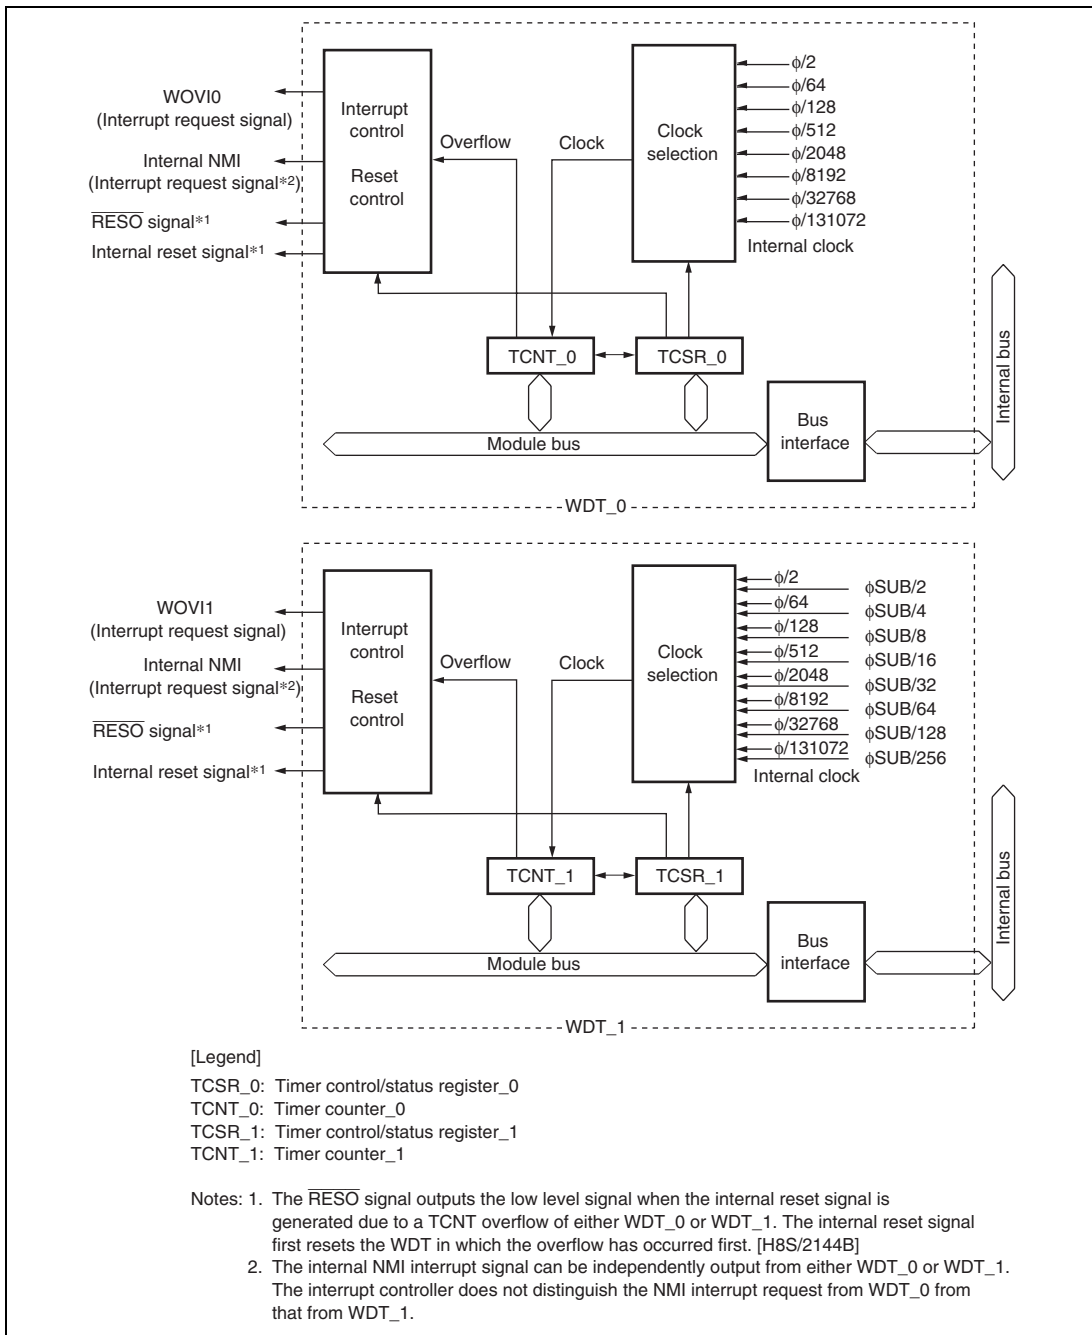 WOVI0
(Interrupt request signal)
Internal NMI
(Interrupt request signal*2)
RESO signal*1
Internal reset signal*1
Interrupt
control
Reset
control
Overflow
Clock
Clock
selection
ϕ/2
ϕ/64
ϕ/128
ϕ/512
ϕ/2048
ϕ/8192
ϕ/32768
ϕ/131072
Internal clock
TCNT_0
TCSR_0
Module bus
Bus
interface
Internal bus
WDT_0
WOVI1
(Interrupt request signal)
Internal NMI
(Interrupt request signal*2)
RESO signal*1
Internal reset signal*1
Interrupt
control
Reset
control
Overflow
Clock
Clock
selection
ϕ/2
ϕSUB/2
ϕ/64
ϕSUB/4
ϕ/128
ϕSUB/8
ϕ/512
ϕSUB/16
ϕ/2048
ϕSUB/32
ϕ/8192
ϕSUB/64
ϕ/32768
ϕSUB/128
ϕ/131072
ϕSUB/256
Internal clock
TCNT_1
TCSR_1
Module bus
Bus
interface
Internal bus
WDT_1
[Legend]
TCSR_0: Timer control/status register_0
TCNT_0: Timer counter_0
TCSR_1: Timer control/status register_1
TCNT_1: Timer counter_1
Notes: 1. The RESO signal outputs the low level signal when the internal reset signal is
generated due to a TCNT overflow of either WDT_0 or WDT_1. The internal reset signal
first resets the WDT in which the overflow has occurred first. [H8S/2144B]
2. The internal NMI interrupt signal can be independently output from either WDT_0 or WDT_1.
The interrupt controller does not distinguish the NMI interrupt request from WDT_0 from
that from WDT_1.